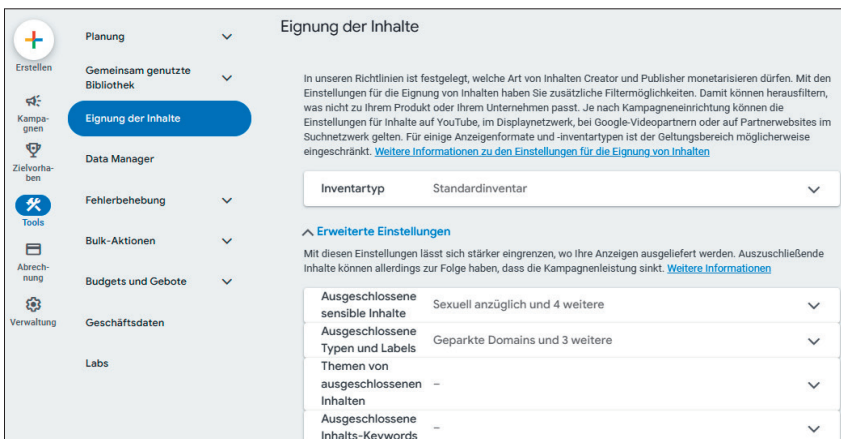 Erstellen
Kampa-
gnen
Zielvorha-
ben
Tools
Abrech-
nung
Verwaltung
Planung
Gemeinsam genutzte
Bibliothek
Eignung der Inhalte
Data Manager
Fehlerbehebung
Bulk-Aktionen
Budgets und Gebote
Geschäftsdaten
Labs
Eignung der Inhalte
In unseren Richtlinien ist festgelegt, welche Art von Inhalten Creator und Publisher monetarisieren dürfen. Mit den
Einstellungen für die Eignung von Inhalten haben Sie zusätzliche Filtermöglichkeiten. Damit können herausfiltern,
was nicht zu Ihrem Produkt oder Ihrem Unternehmen passt. Je nach Kampagneneinrichtung können die
Einstellungen für Inhalte auf YouTube, im Displaynetzwerk, bei Google-Videopartnern oder auf Partnerwebsites im
Suchnetzwerk gelten. Für einige Anzeigenformate und -inventartypen ist der Geltungsbereich möglicherweise
eingeschränkt. Weitere Informationen zu den Einstellungen für die Eignung von Inhalten
Inventartyp Standardinventar
Erweiterte Einstellungen
Mit diesen Einstellungen lässt sich stärker eingrenzen, wo Ihre Anzeigen ausgeliefert werden. Auszuschließende
Inhalte können allerdings zur Folge haben, dass die Kampagnenleistung sinkt. Weitere Informationen
Ausgeschlossene
sensible Inhalte
Sexuell anzüglich und 4 weitere
Ausgeschlossene
Typen und Labels
Geparkte Domains und 3 weitere
Themen von
ausgeschlossenen –
Inhalten
Ausgeschlossene
Inhalts-Keywords –